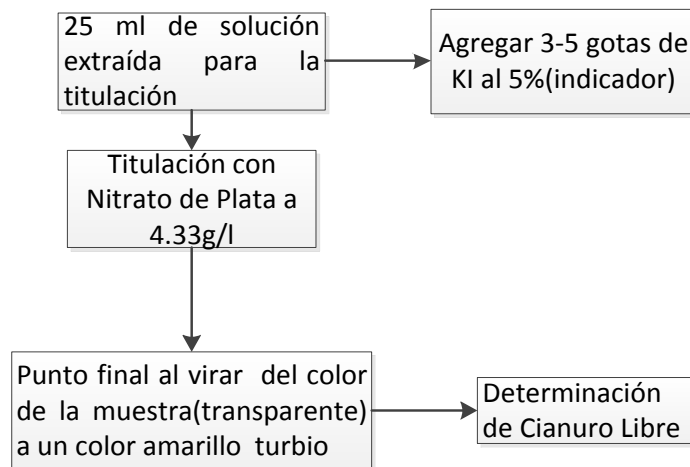 25 ml de solución
extraída para la
titulación
Agregar 3-5 gotas de
KI al 5%(indicador)
Titulación con
Nitrato de Plata a
4.33g/l
Punto final al virar del color
de la muestra(transparente)
a un color amarillo turbio
Determinación
de Cianuro Libre